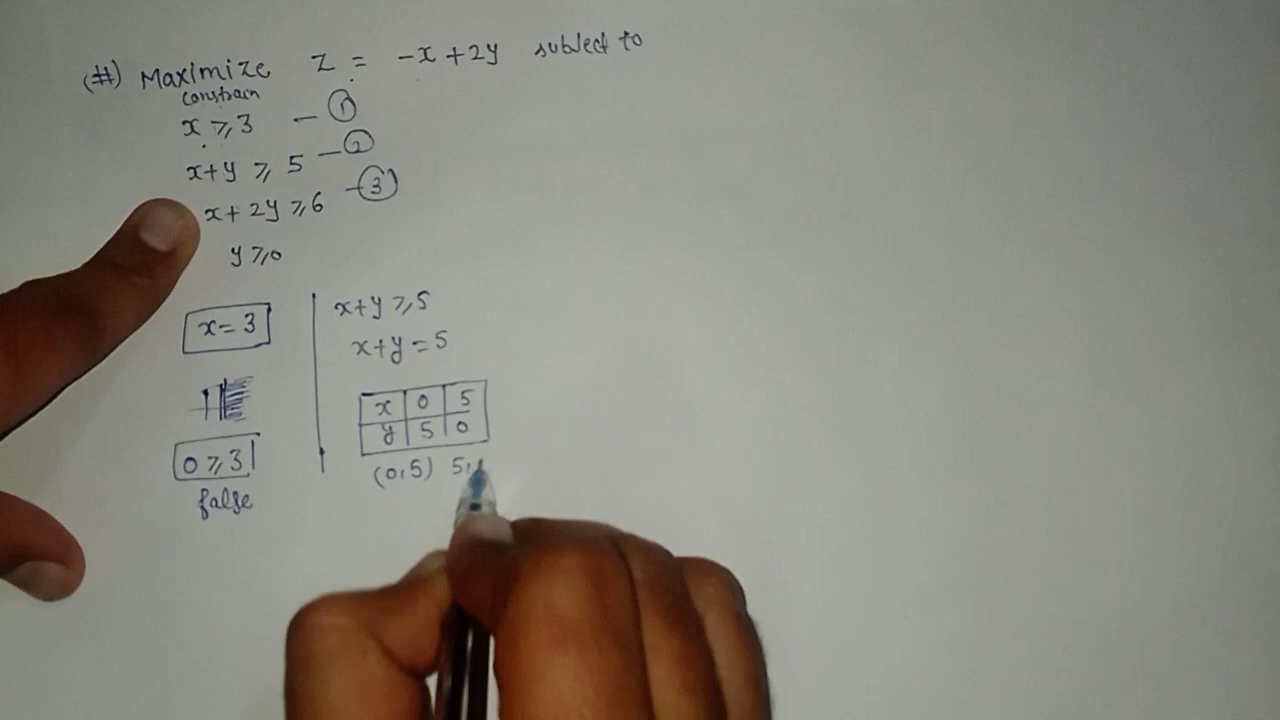 (#) Maximize Z = -x + 2y subject to
constrain
x ⩾ 3 — ①
x+y ⩾ 5 — ②
x + 2y ⩾ 6 — ③
y ⩾ 0
x = 3
0 ⩾ 3
false
x+y ⩾ 5
x+y = 5
x 0 5
y 5 0
(0,5) 5,